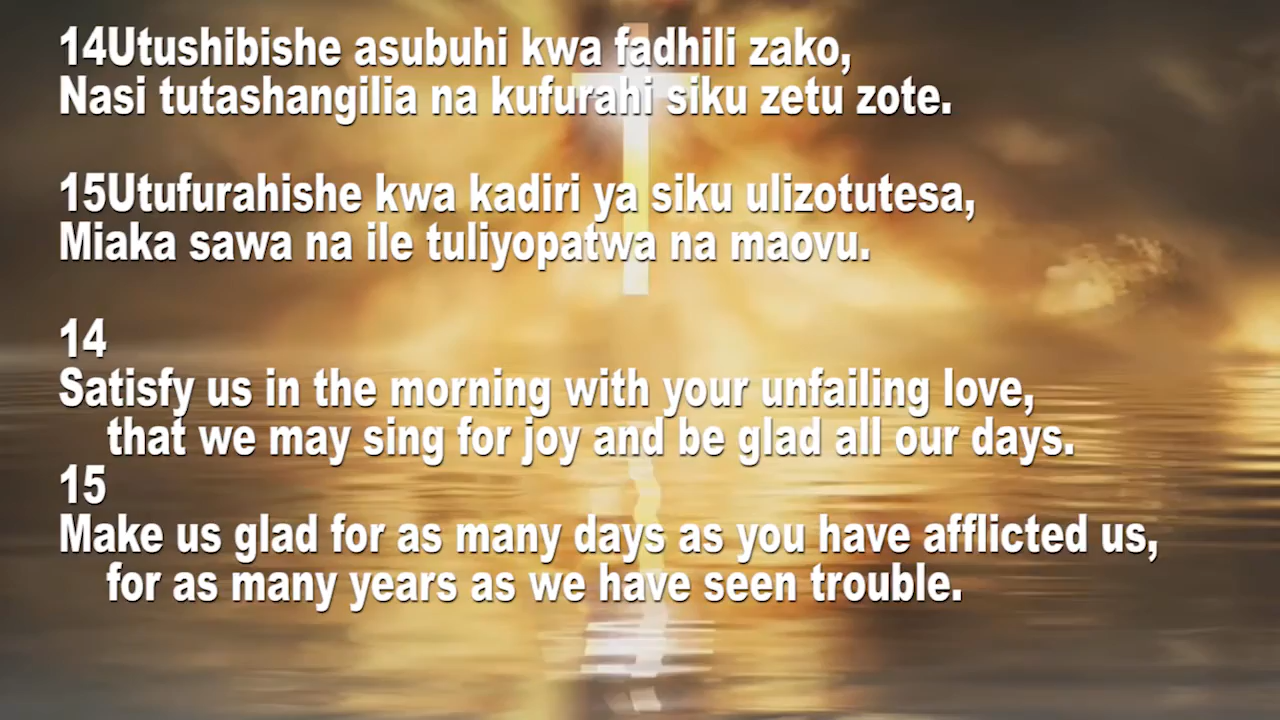 14Utushibishe asubuhi kwa fadhili zako,
Nasi tutashangilia na kufurahi siku zetu zote.
15Utufurahishe kwa kadiri ya siku ulizotutesa,
Miaka sawa na ile tuliyopatwa na maovu.
14
Satisfy us in the morning with your unfailing love,
that we may sing for joy and be glad all our days.
15
Make us glad for as many days as you have afflicted us,
for as many years as we have seen trouble.